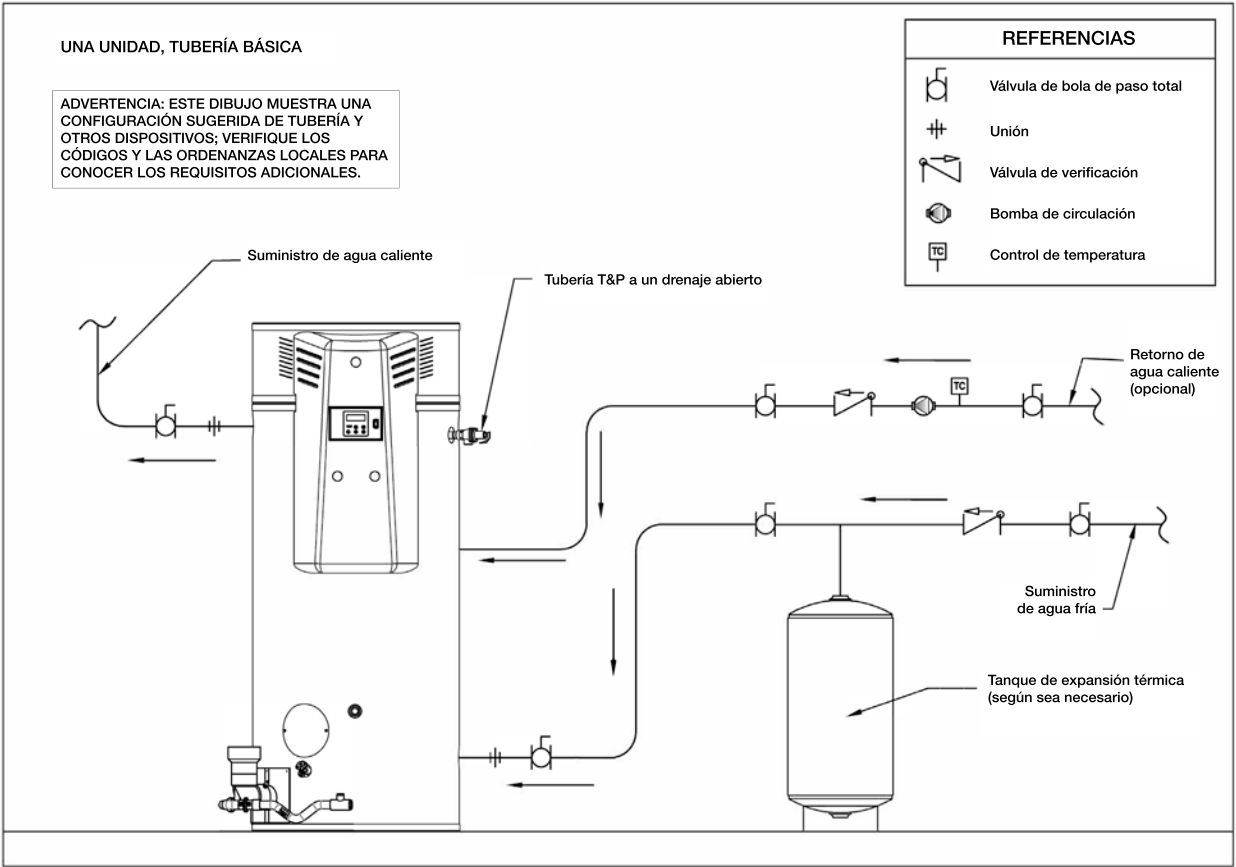 UNA UNIDAD, TUBERÍA BÁSICA
ADVERTENCIA: ESTE DIBUJO MUESTRA UNA
CONFIGURACIÓN SUGERIDA DE TUBERÍA Y
OTROS DISPOSITIVOS; VERIFIQUE LOS
CÓDIGOS Y LAS ORDENANZAS LOCALES PARA
CONOCER LOS REQUISITOS ADICIONALES.
REFERENCIAS
Válvula de bola de paso total
Unión
Válvula de verificación
Bomba de circulación
TC
Control de temperatura
Suministro de agua caliente
Tubería T&P a un drenaje abierto
TC
Retorno de
agua caliente
(opcional)
Suministro
de agua fría
Tanque de expansión térmica
(según sea necesario)